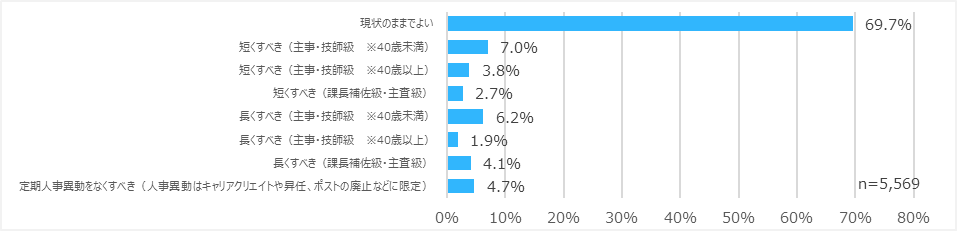 現状のままでよい 69.7%
短くすべき（主事・技師級　※40歳未満） 7.0%
短くすべき（主事・技師級　※40歳以上） 3.8%
短くすべき（課長補佐級・主査級） 2.7%
長くすべき（主事・技師級　※40歳未満） 6.2%
長くすべき（主事・技師級　※40歳以上） 1.9%
長くすべき（課長補佐級・主査級） 4.1%
定期人事異動をなくすべき（人事異動はキャリアクリエイトや昇任、ポストの廃止などに限定） 4.7%
n=5,569
0% 10% 20% 30% 40% 50% 60% 70% 80%